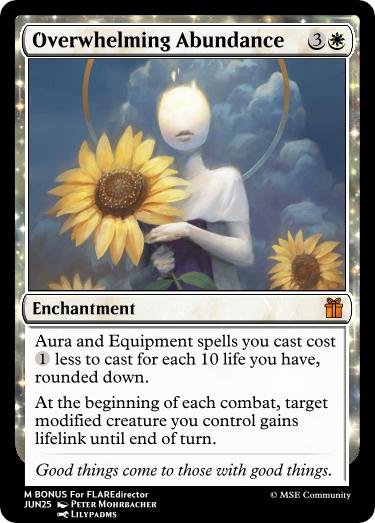 Overwhelming Abundance 3
Enchantment
Aura and Equipment spells you cast cost
1 less to cast for each 10 life you have,
rounded down.
At the beginning of each combat, target
modified creature you control gains
lifelink until end of turn.
Good things come to those with good things.
M BONUS For FLAREdirector
© MSE Community
JUN25 Peter Mohrbacher
Lilypadms